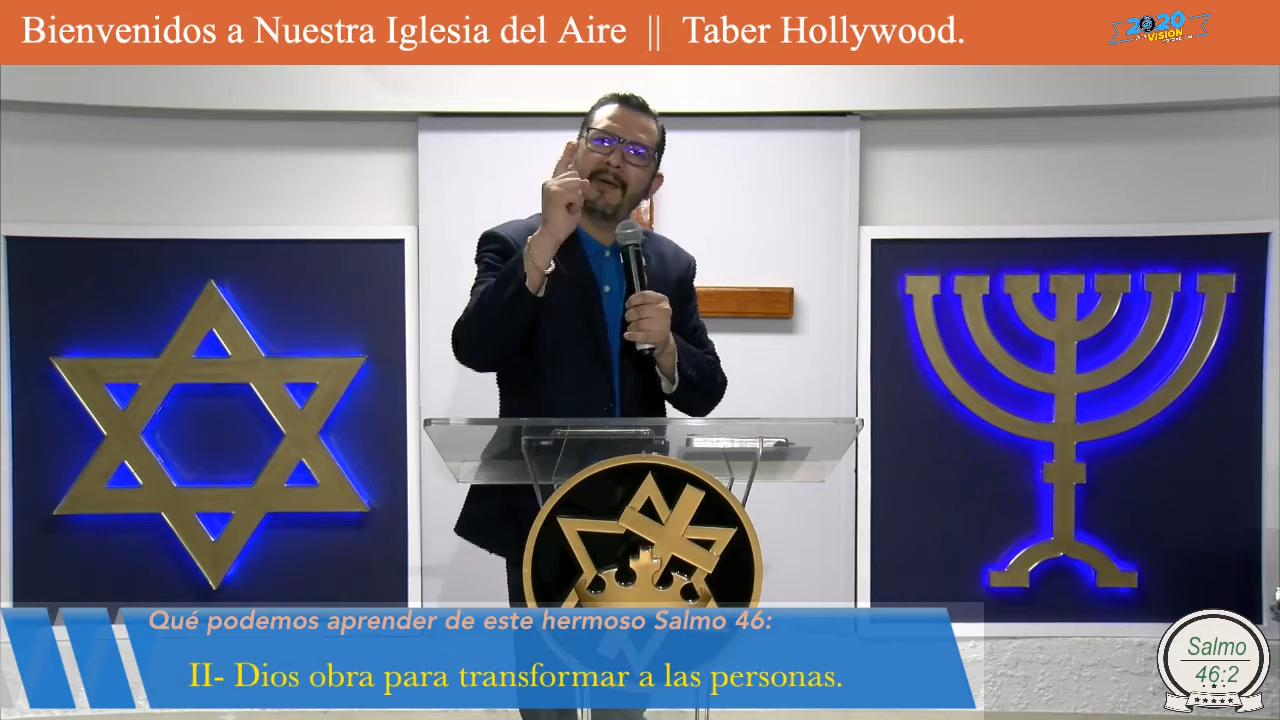 Bienvenidos a Nuestra Iglesia del Aire || Taber Hollywood.
2020
VISIÓN
Qué podemos aprender de este hermoso Salmo 46:
II- Dios obra para transformar a las personas.
Salmo
46:2